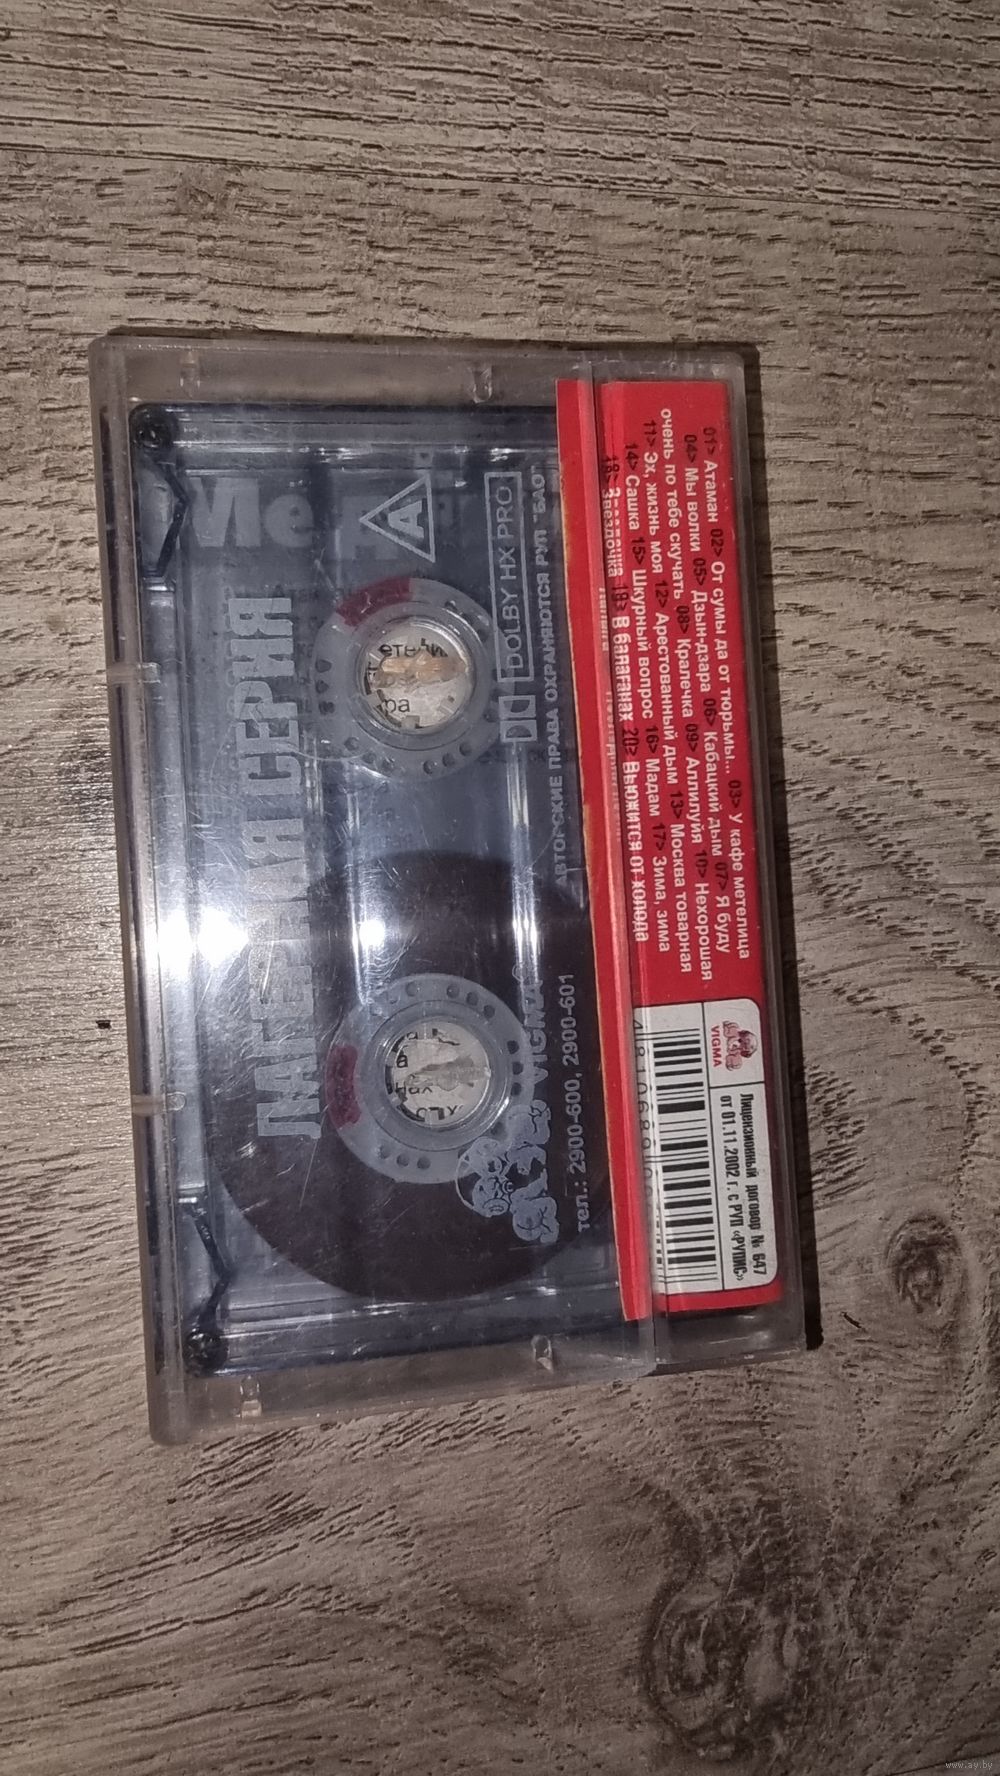 01> Атаман 02> От сумы да от тюрьмы... 03> У кафе метелица
04> Мы волки 05> Дзын-дзара 06> Кабацкий дым 07> Я буду
очень по тебе скучать 08> Кралечка 09> Аллилуйя 10> Нехорошая
11> Эх, жизнь моя 12> Арестованный дым 13> Москва товарная
14> Сашка 15> Шкурный вопрос 16> Мадам 17> Зима, зима
18> Звездочка 19> В балаганах 20> Вьюжится от холода
VIGMA
Лицензионный договор № 647
от 01.11.2002 г. с РУП «РУПИС»
АВТОРСКИЕ ПРАВА ОХРАНЯЮТСЯ РУП
DOLBY HX PRO
A
VIGMA
тел.: 2900-600, 2900-601
ЛАГЕРНАЯ СЕРИЯ
www.ay.by